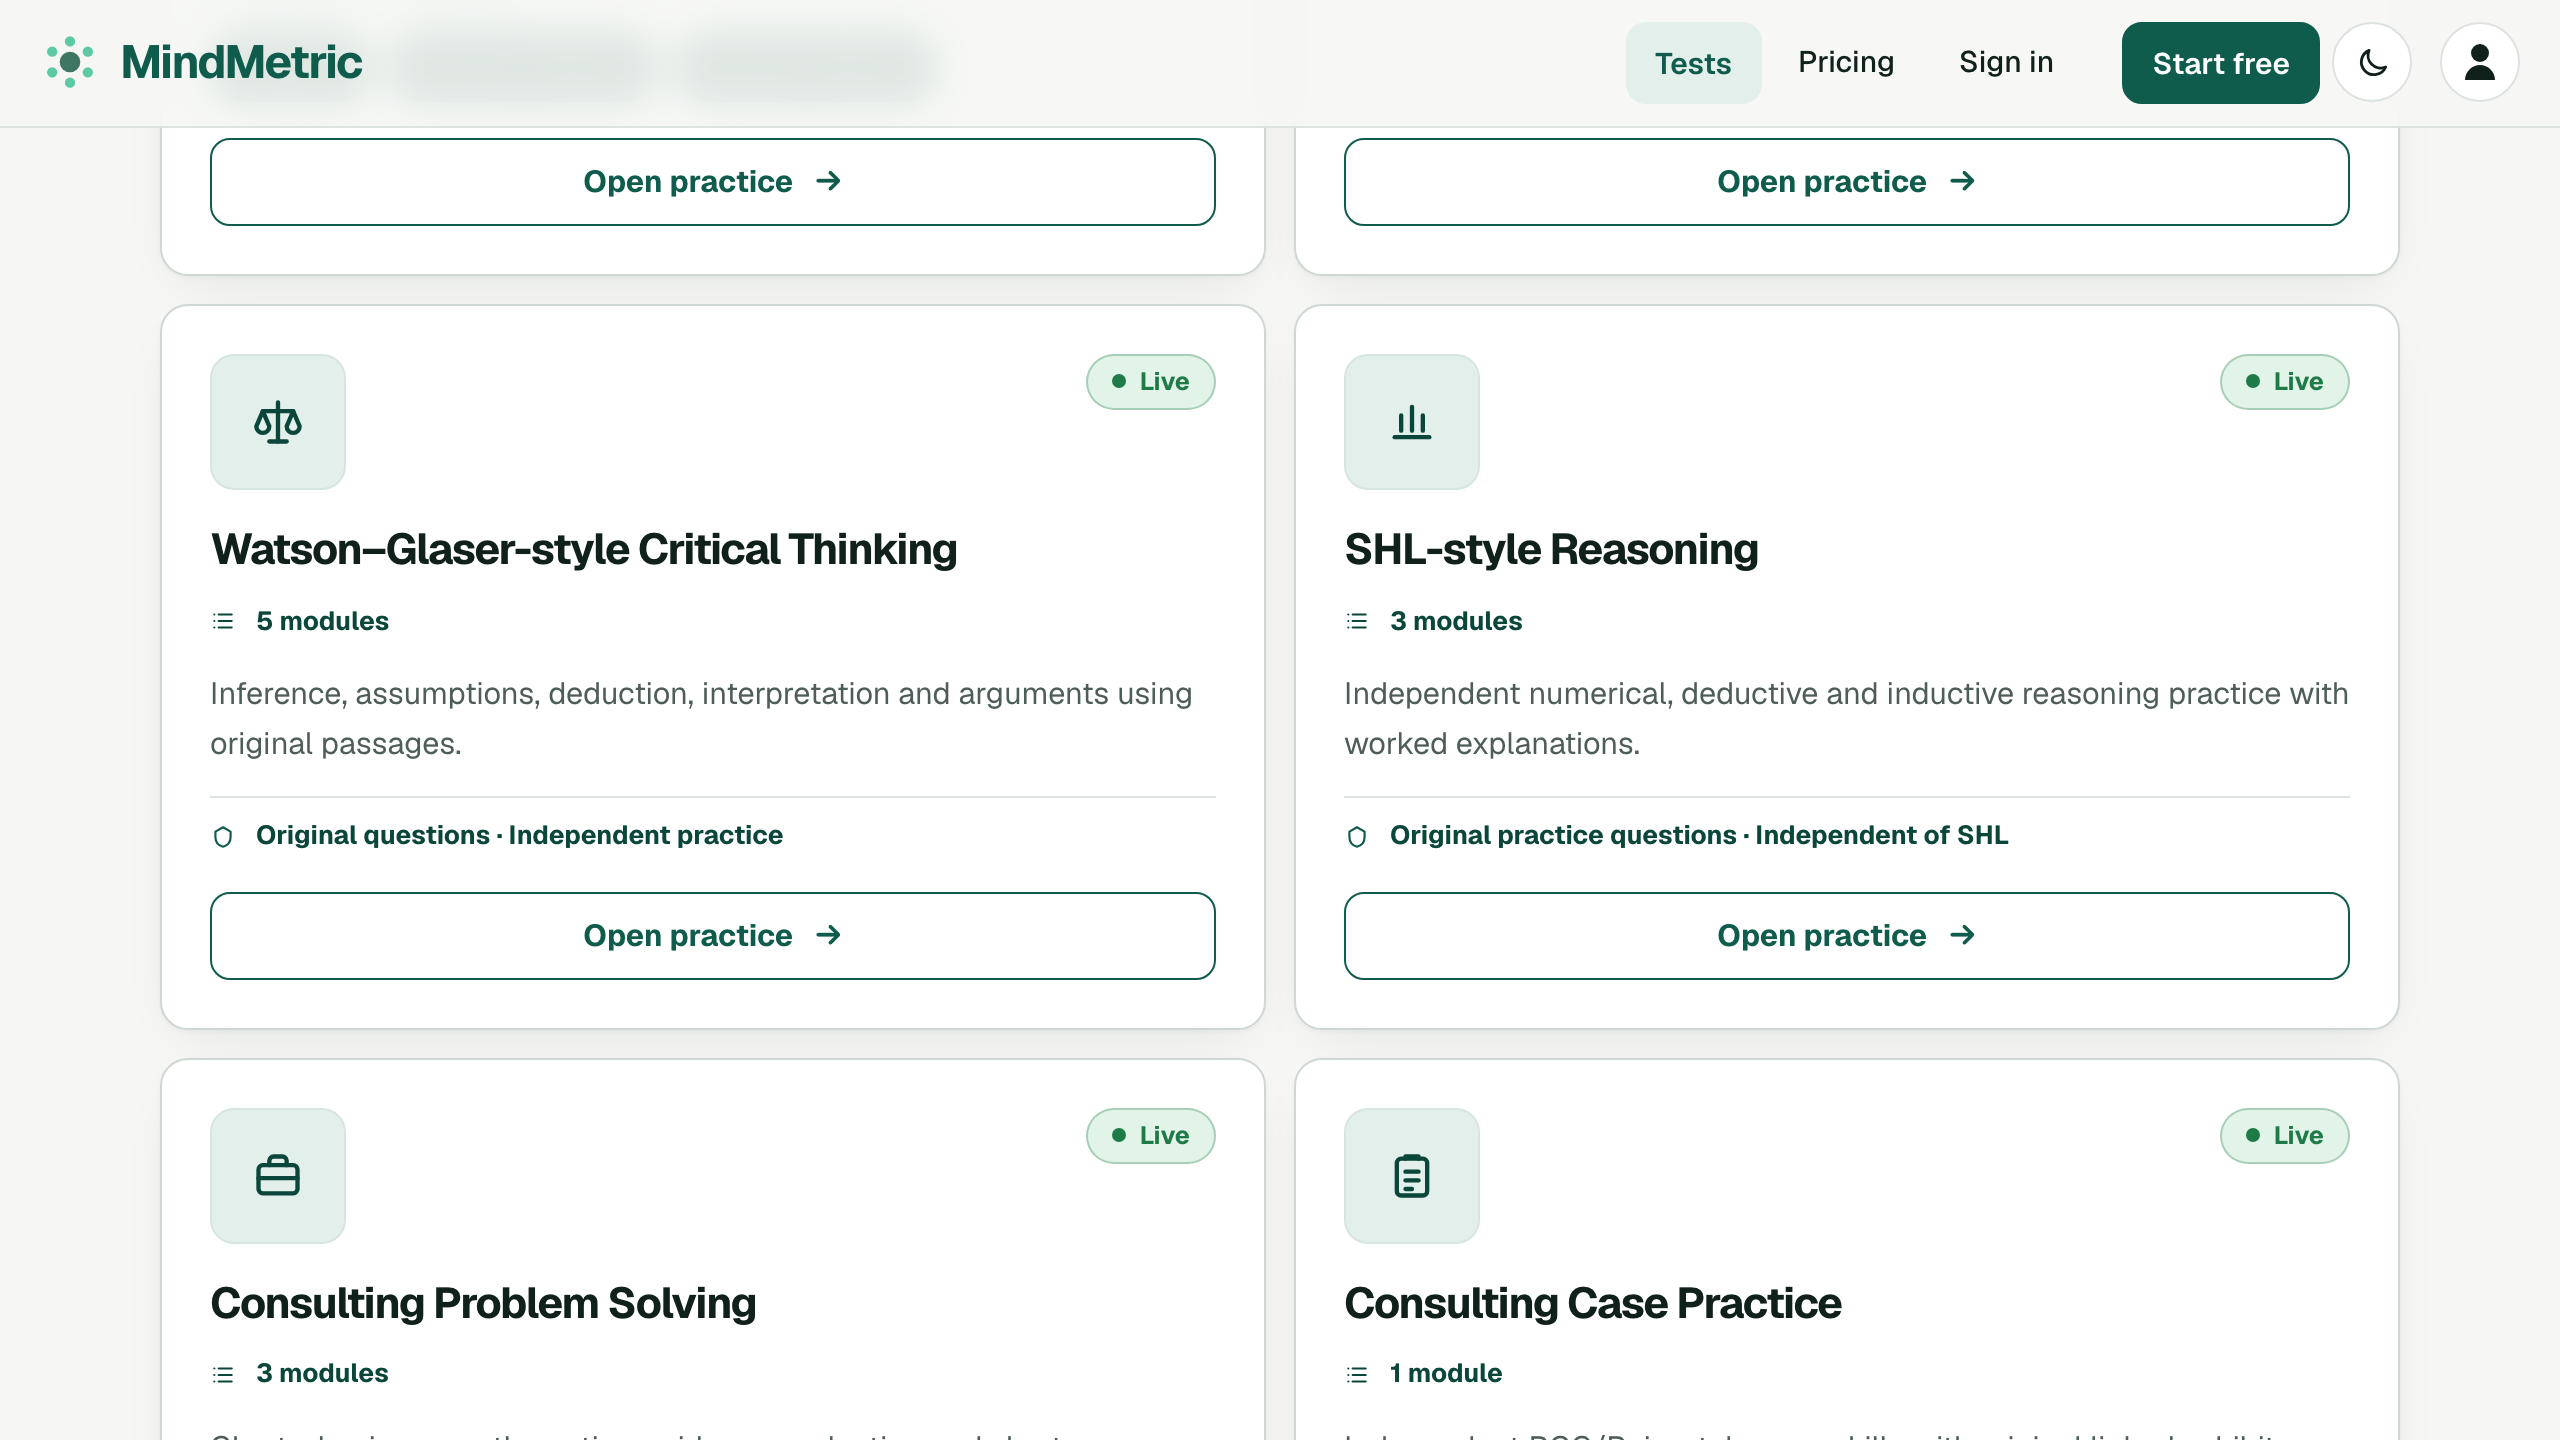 MindMetric
Tests
Pricing
Sign in
Start free
Open practice →
Open practice →
Live
Watson–Glaser-style Critical Thinking
5 modules
Inference, assumptions, deduction, interpretation and arguments using
original passages.
Original questions · Independent practice
Open practice →
Live
SHL-style Reasoning
3 modules
Independent numerical, deductive and inductive reasoning practice with
worked explanations.
Original practice questions · Independent of SHL
Open practice →
Live
Consulting Problem Solving
3 modules
Live
Consulting Case Practice
1 module